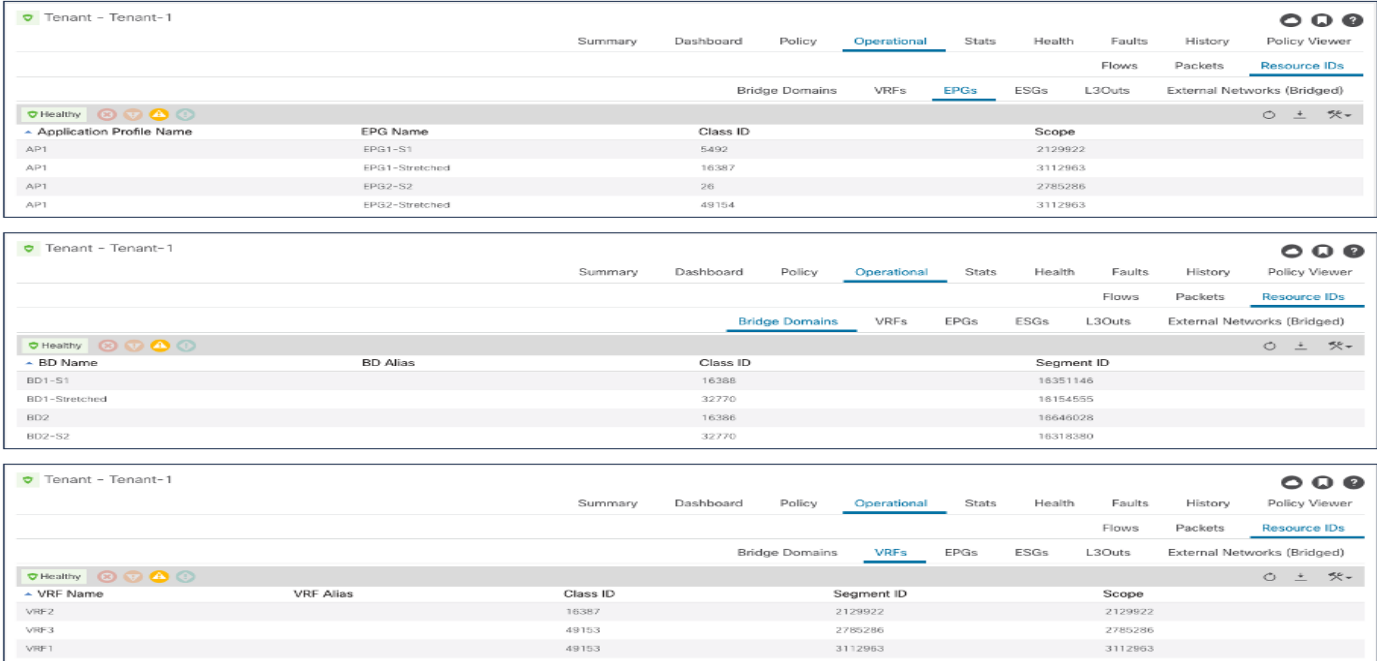 Tenant - Tenant-1
Summary Dashboard Policy Operational Stats Health Faults History Policy Viewer
Flows Packets Resource IDs
Bridge Domains VRFs EPGs ESGs L3Outs External Networks (Bridged)
Healthy
Application Profile Name EPG Name Class ID Scope
AP1 EPG1-S1 5492 2129922
AP1 EPG1-Stretched 16387 3112963
AP1 EPG2-S2 26 2785286
AP1 EPG2-Stretched 49154 3112963
Tenant - Tenant-1
Summary Dashboard Policy Operational Stats Health Faults History Policy Viewer
Flows Packets Resource IDs
Bridge Domains VRFs EPGs ESGs L3Outs External Networks (Bridged)
Healthy
BD Name BD Alias Class ID Segment ID
BD1-S1 16388 16351146
BD1-Stretched 32770 16154555
BD2 16386 16646028
BD2-S2 32770 16318380
Tenant - Tenant-1
Summary Dashboard Policy Operational Stats Health Faults History Policy Viewer
Flows Packets Resource IDs
Bridge Domains VRFs EPGs ESGs L3Outs External Networks (Bridged)
Healthy
VRF Name VRF Alias Class ID Segment ID Scope
VRF2 16387 2129922 2129922
VRF3 49153 2785286 2785286
VRF1 49153 3112963 3112963